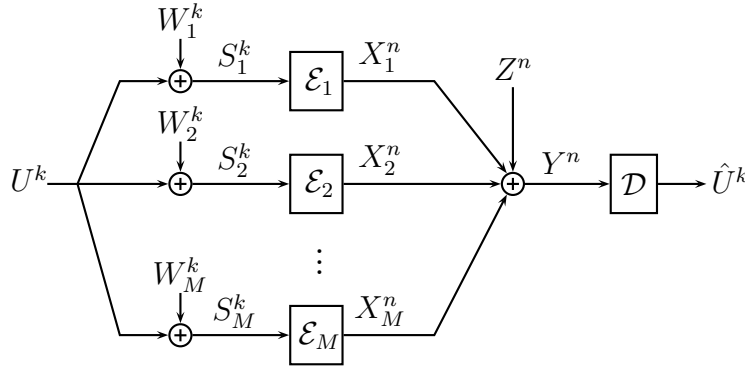 W_1^k
S_1^k ℰ_1 X_1^n
Z^n
W_2^k
U^k S_2^k ℰ_2 X_2^n Y^n 𝒟 Û^k
⋮
W_M^k
S_M^k ℰ_M X_M^n